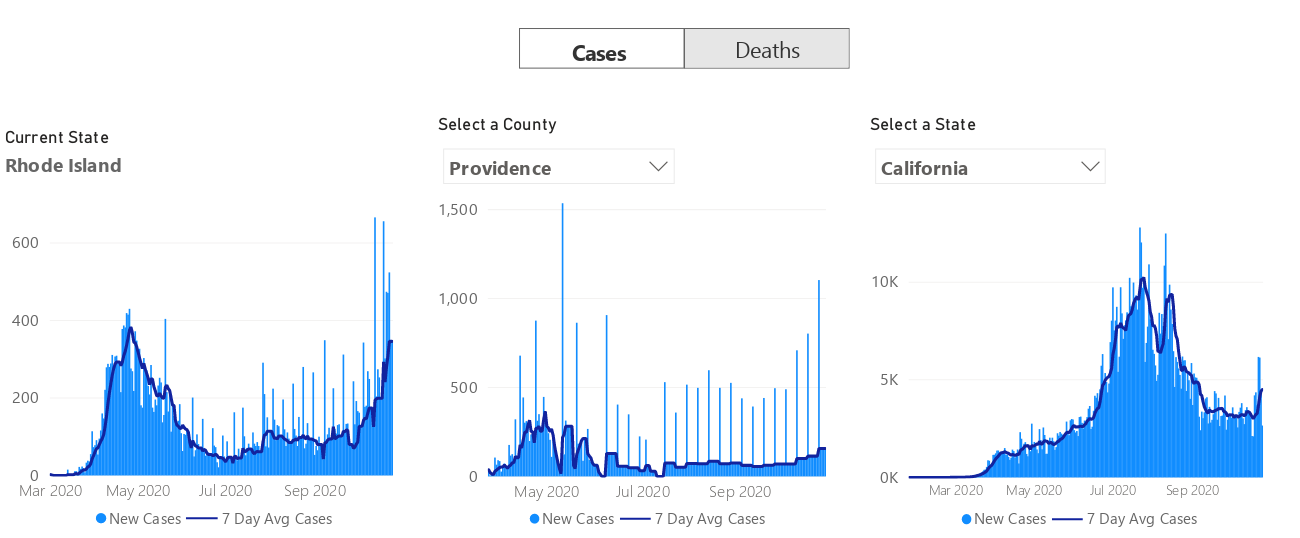 Cases Deaths
Current State
Rhode Island
600
400
200
0
Mar 2020 May 2020 Jul 2020 Sep 2020
New Cases 7 Day Avg Cases
Select a County
Providence
1,500
1,000
500
0
May 2020 Jul 2020 Sep 2020
New Cases 7 Day Avg Cases
Select a State
California
10K
5K
0K
Mar 2020 May 2020 Jul 2020 Sep 2020
New Cases 7 Day Avg Cases